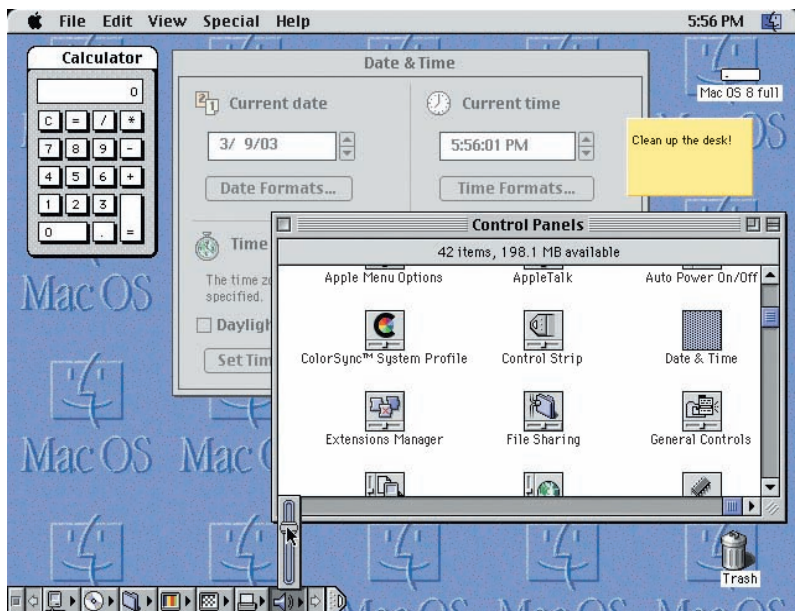 File Edit View Special Help 5:56 PM
Calculator
0
C = / *
7 8 9 -
4 5 6 +
1 2 3
0 . =
Date & Time
Current date
3/ 9/03
Date Formats...
Current time
5:56:01 PM
Time Formats...
Time
The time
specified.
Set
Mac OS 8 full
Clean up the desk!
Control Panels
42 items, 198.1 MB available
Apple Menu Options AppleTalk Auto Power On/Off
ColorSync™ System Profile Control Strip Date & Time
Extensions Manager File Sharing General Controls
Trash
Mac OS
Mac OS
Mac
OS
Mac OS